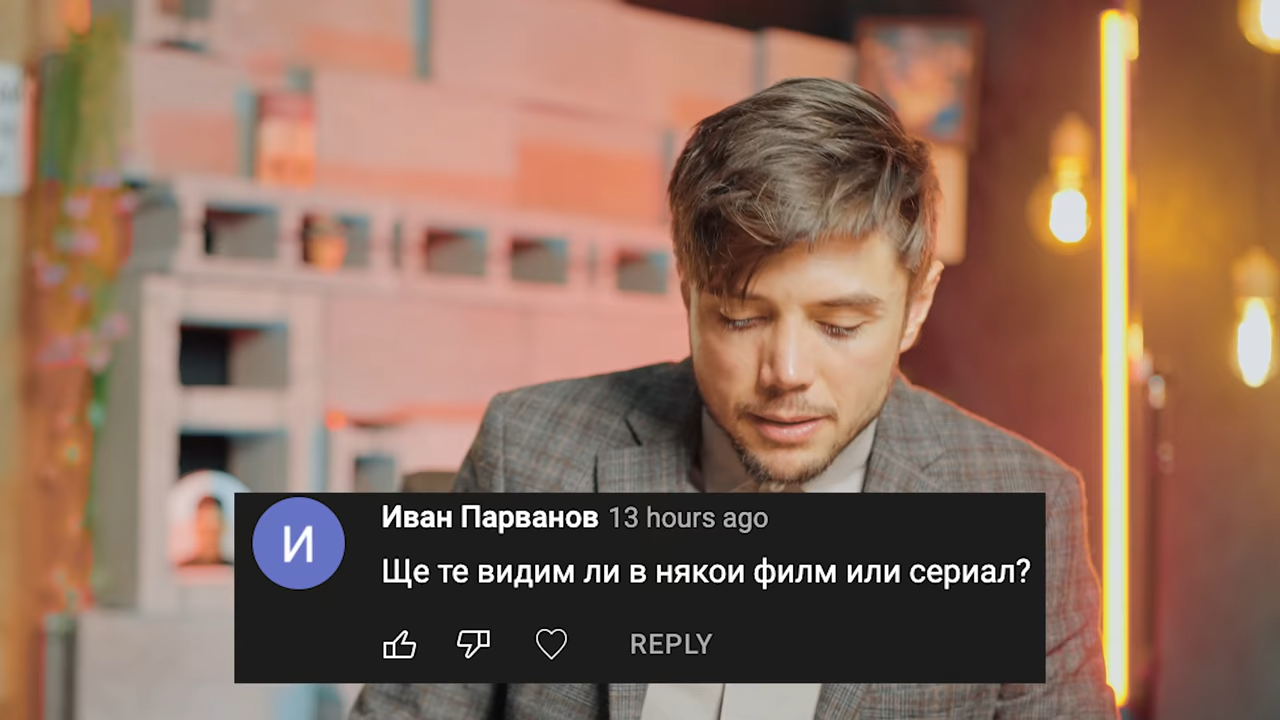 И
Иван Парванов 13 hours ago
Ще те видим ли в някои филм или сериал?
REPLY